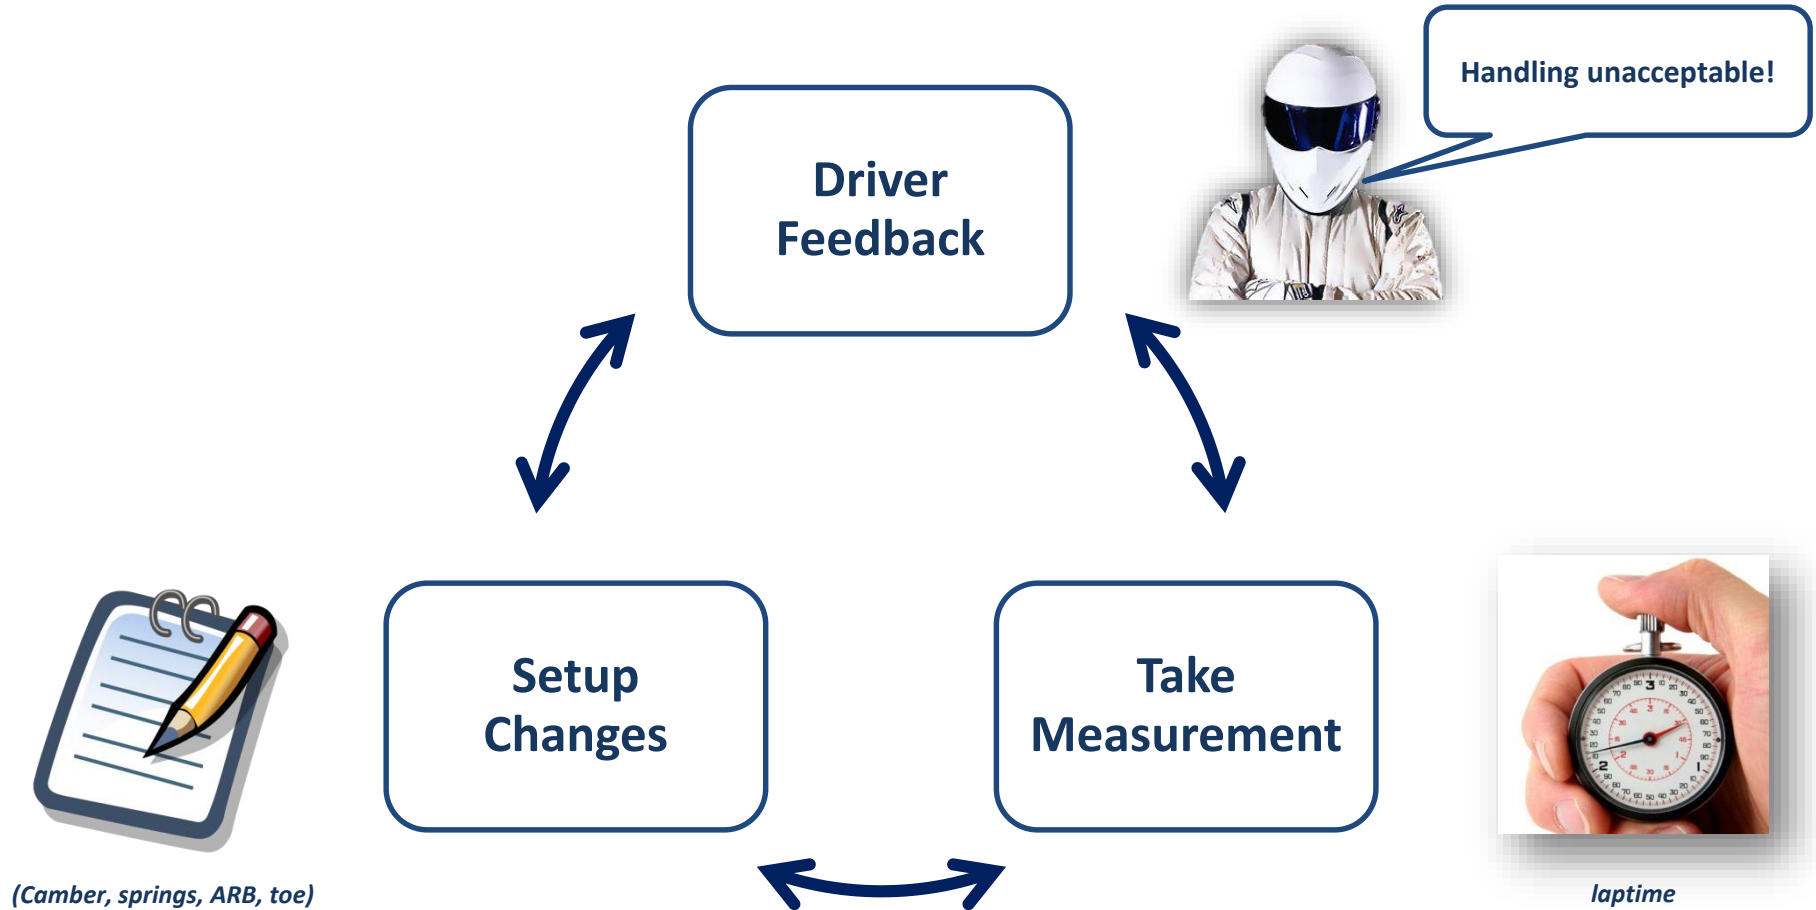 Handling unacceptable!
Driver
Feedback
Setup
Changes
Take
Measurement
(Camber, springs, ARB, toe)
laptime